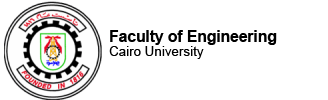 Faculty of Engineering
Cairo University
FOUNDED IN 1816